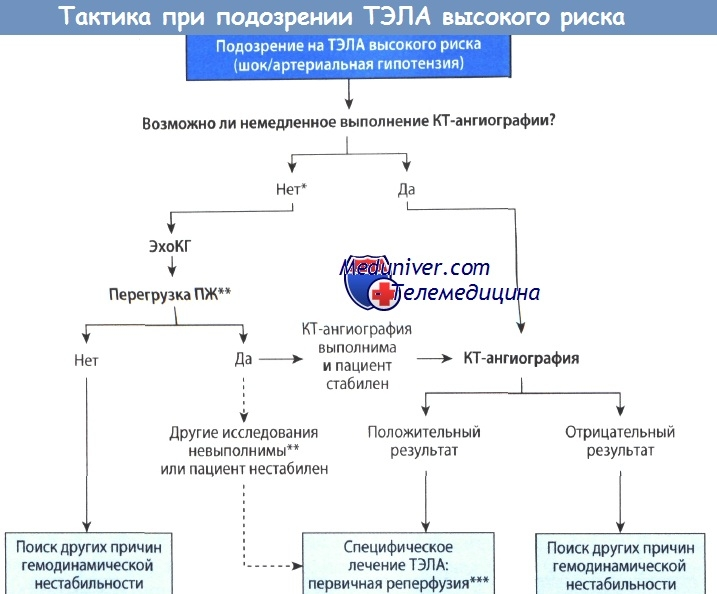 Тактика при подозрении ТЭЛА высокого риска
Подозрение на ТЭЛА высокого риска
(шок/артериальная гипотензия)
Возможно ли немедленное выполнение КТ-ангиографии?
Нет*
Да
ЭхоКГ
Meduniver.com
Телемедицина
Перегрузка ПЖ**
Нет
Да
КТ-ангиография
выполнима
и пациент
стабилен
КТ-ангиография
Другие исследования
невыполнимы**
или пациент нестабилен
Положительный
результат
Отрицательный
результат
Поиск других причин
гемодинамической
нестабильности
Специфическое
лечение ТЭЛА:
первичная реперфузия***
Поиск других причин
гемодинамической
нестабильности